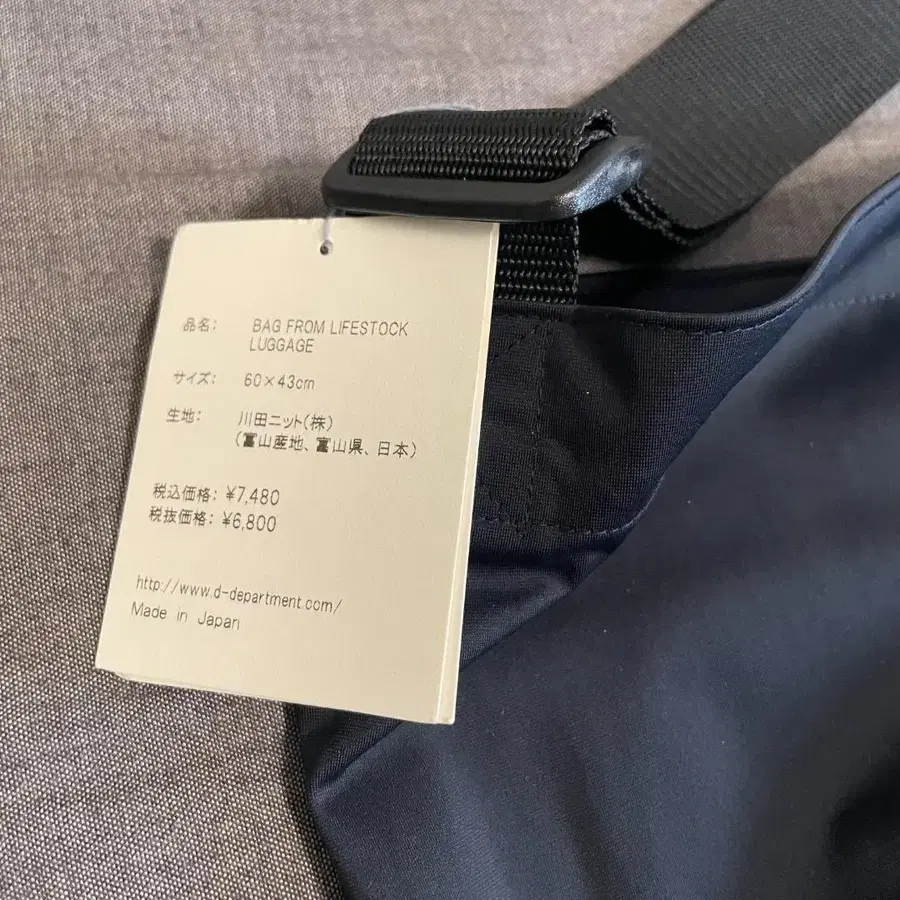 品名： BAG FROM LIFESTOCK
LUGGAGE
サイズ： 60×43cm
生地： 川田ニット(株)
(富山産地、富山県、日本)
税込価格：¥7,480
税抜価格：¥6,800
http://www.d-department.com/
Made in Japan